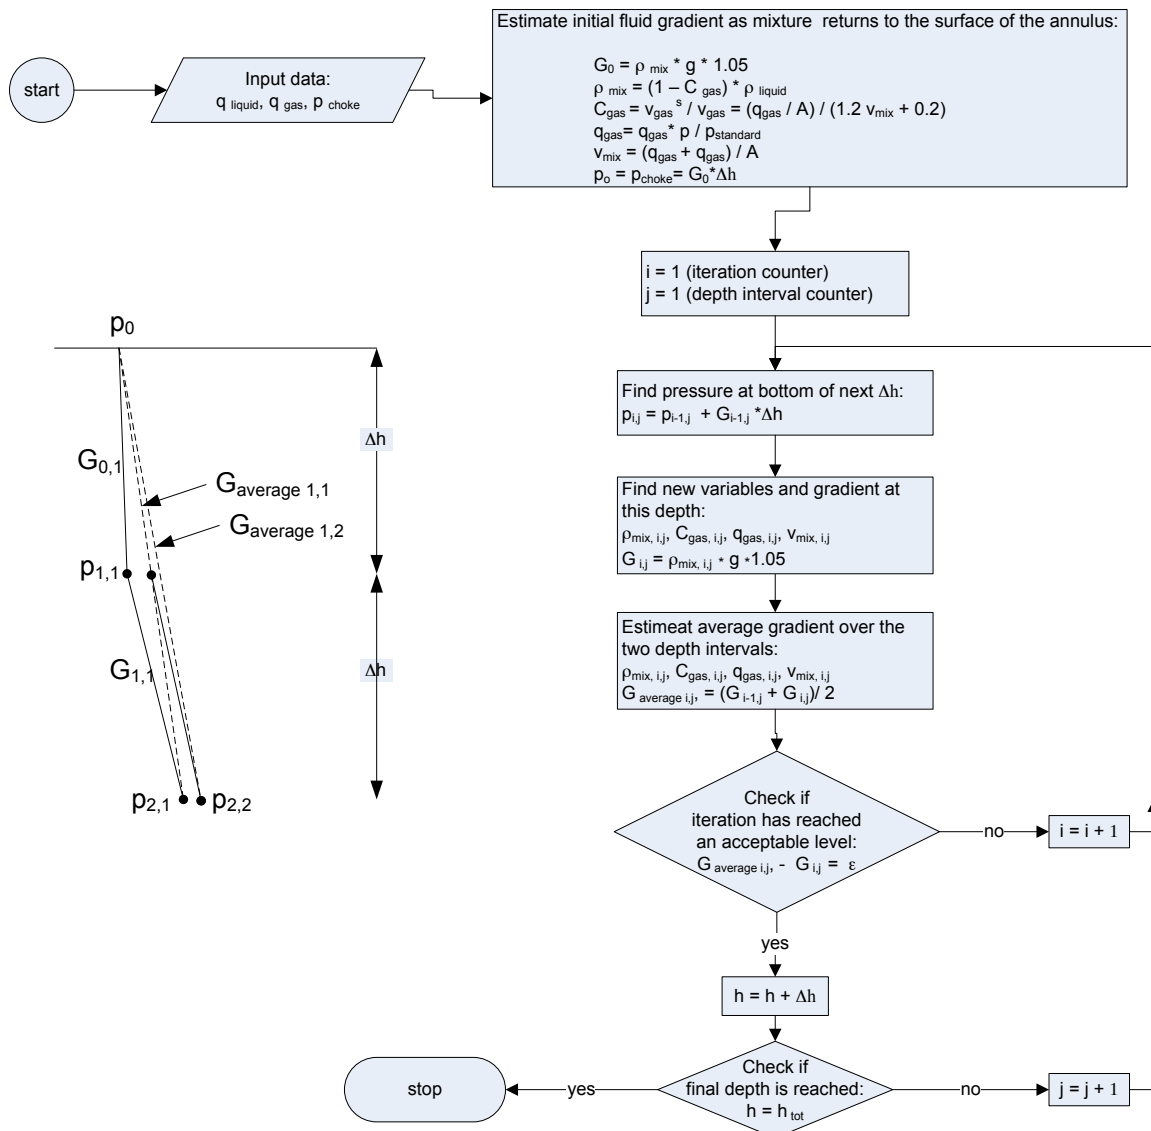 start
Input data:
q liquid, q gas, p choke
Estimate initial fluid gradient as mixture returns to the surface of the annulus:
G0 = ρ mix * g * 1.05
ρ mix = (1 – C gas) * ρ liquid
Cgas = vgas s / vgas = (qgas / A) / (1.2 vmix + 0.2)
qgas= qgas* p / pstandard
vmix = (qgas + qgas) / A
po = pchoke= G0*Δh
i = 1 (iteration counter)
j = 1 (depth interval counter)
Find pressure at bottom of next Δh:
pi,j = pi-1,j + Gi-1,j *Δh
Find new variables and gradient at
this depth:
ρmix, i,j, Cgas, i,j, qgas, i,j, vmix, i,j
G i,j = ρmix, i,j * g *1.05
Estimeat average gradient over the
two depth intervals:
ρmix, i,j, Cgas, i,j, qgas, i,j, vmix, i,j
G average i,j, = (G i-1,j + G i,j)/ 2
Check if
iteration has reached
an acceptable level:
G average i,j, - G i,j = ε
no
i = i + 1
yes
h = h + Δh
Check if
final depth is reached:
h = h tot
no
j = j + 1
yes
stop
p0
Δh
G0,1
Gaverage 1,1
Gaverage 1,2
p1,1
G1,1
Δh
p2,1
p2,2